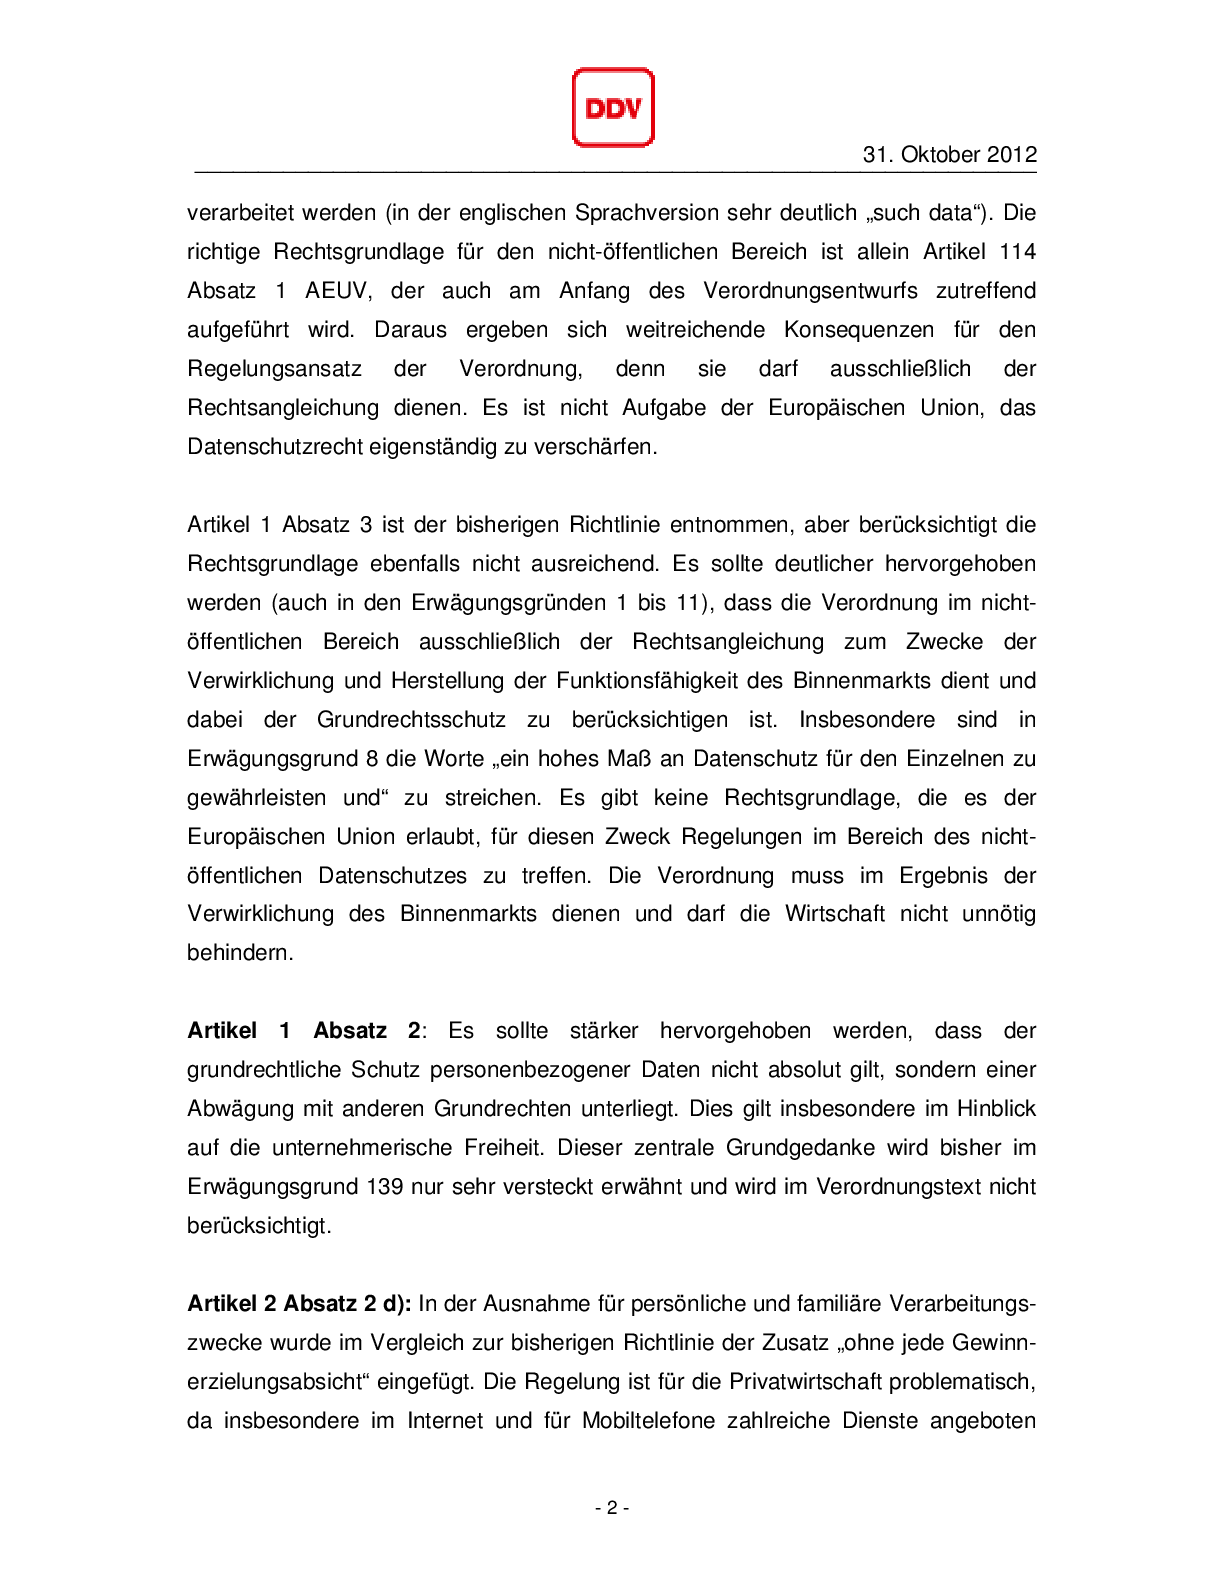 DDV
31. Oktober 2012
verarbeitet werden (in der englischen Sprachversion sehr deutlich „such data“). Die
richtige Rechtsgrundlage für den nicht-öffentlichen Bereich ist allein Artikel 114
Absatz 1 AEUV, der auch am Anfang des Verordnungsentwurfs zutreffend
aufgeführt wird. Daraus ergeben sich weitreichende Konsequenzen für den
Regelungsansatz der Verordnung, denn sie darf ausschließlich der
Rechtsangleichung dienen. Es ist nicht Aufgabe der Europäischen Union, das
Datenschutzrecht eigenständig zu verschärfen.
Artikel 1 Absatz 3 ist der bisherigen Richtlinie entnommen, aber berücksichtigt die
Rechtsgrundlage ebenfalls nicht ausreichend. Es sollte deutlicher hervorgehoben
werden (auch in den Erwägungsgründen 1 bis 11), dass die Verordnung im nicht-
öffentlichen Bereich ausschließlich der Rechtsangleichung zum Zwecke der
Verwirklichung und Herstellung der Funktionsfähigkeit des Binnenmarkts dient und
dabei der Grundrechtsschutz zu berücksichtigen ist. Insbesondere sind in
Erwägungsgrund 8 die Worte „ein hohes Maß an Datenschutz für den Einzelnen zu
gewährleisten und“ zu streichen. Es gibt keine Rechtsgrundlage, die es der
Europäischen Union erlaubt, für diesen Zweck Regelungen im Bereich des nicht-
öffentlichen Datenschutzes zu treffen. Die Verordnung muss im Ergebnis der
Verwirklichung des Binnenmarkts dienen und darf die Wirtschaft nicht unnötig
behindern.
Artikel 1 Absatz 2: Es sollte stärker hervorgehoben werden, dass der
grundrechtliche Schutz personenbezogener Daten nicht absolut gilt, sondern einer
Abwägung mit anderen Grundrechten unterliegt. Dies gilt insbesondere im Hinblick
auf die unternehmerische Freiheit. Dieser zentrale Grundgedanke wird bisher im
Erwägungsgrund 139 nur sehr versteckt erwähnt und wird im Verordnungstext nicht
berücksichtigt.
Artikel 2 Absatz 2 d): In der Ausnahme für persönliche und familiäre Verarbeitungs-
zwecke wurde im Vergleich zur bisherigen Richtlinie der Zusatz „ohne jede Gewinn-
erzielungsabsicht“ eingefügt. Die Regelung ist für die Privatwirtschaft problematisch,
da insbesondere im Internet und für Mobiltelefone zahlreiche Dienste angeboten
- 2 -